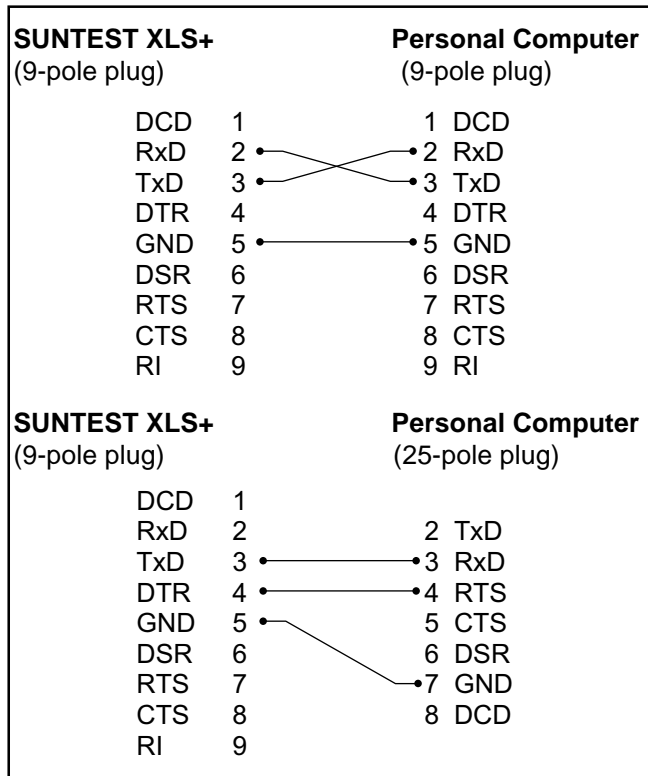 SUNTEST XLS+ Personal Computer
(9-pole plug) (9-pole plug)
DCD 1 1 DCD
RxD 2 2 RxD
TxD 3 3 TxD
DTR 4 4 DTR
GND 5 5 GND
DSR 6 6 DSR
RTS 7 7 RTS
CTS 8 8 CTS
RI 9 9 RI
SUNTEST XLS+ Personal Computer
(9-pole plug) (25-pole plug)
DCD 1
RxD 2 2 TxD
TxD 3 3 RxD
DTR 4 4 RTS
GND 5 5 CTS
DSR 6 6 DSR
RTS 7 7 GND
CTS 8 8 DCD
RI 9